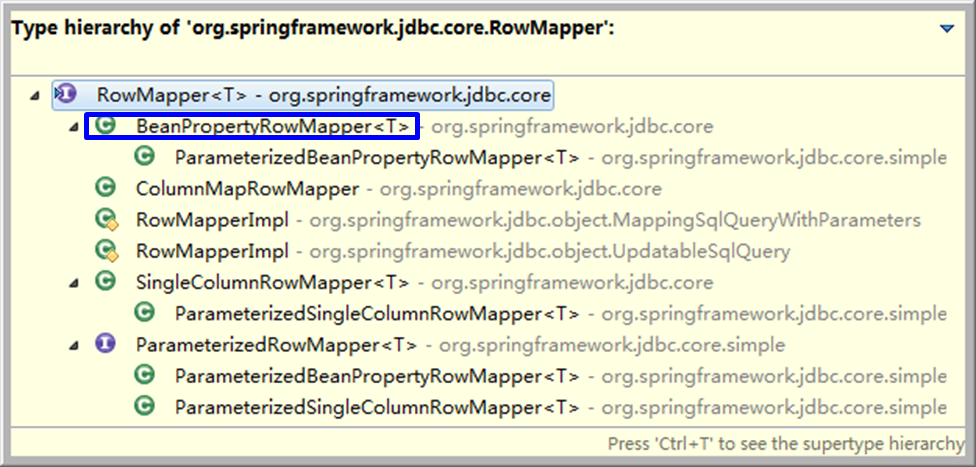 Type hierarchy of 'org.springframework.jdbc.core.RowMapper':
RowMapper<T> - org.springframework.jdbc.core
BeanPropertyRowMapper<T> - org.springframework.jdbc.core
ParameterizedBeanPropertyRowMapper<T> - org.springframework.jdbc.core.simple
ColumnMapRowMapper - org.springframework.jdbc.core
RowMapperImpl - org.springframework.jdbc.object.MappingSqlQueryWithParameters
RowMapperImpl - org.springframework.jdbc.object.UpdatableSqlQuery
SingleColumnRowMapper<T> - org.springframework.jdbc.core
ParameterizedSingleColumnRowMapper<T> - org.springframework.jdbc.core.simple
ParameterizedRowMapper<T> - org.springframework.jdbc.core.simple
ParameterizedBeanPropertyRowMapper<T> - org.springframework.jdbc.core.simple
ParameterizedSingleColumnRowMapper<T> - org.springframework.jdbc.core.simple
Press 'Ctrl+T' to see the supertype hierarchy